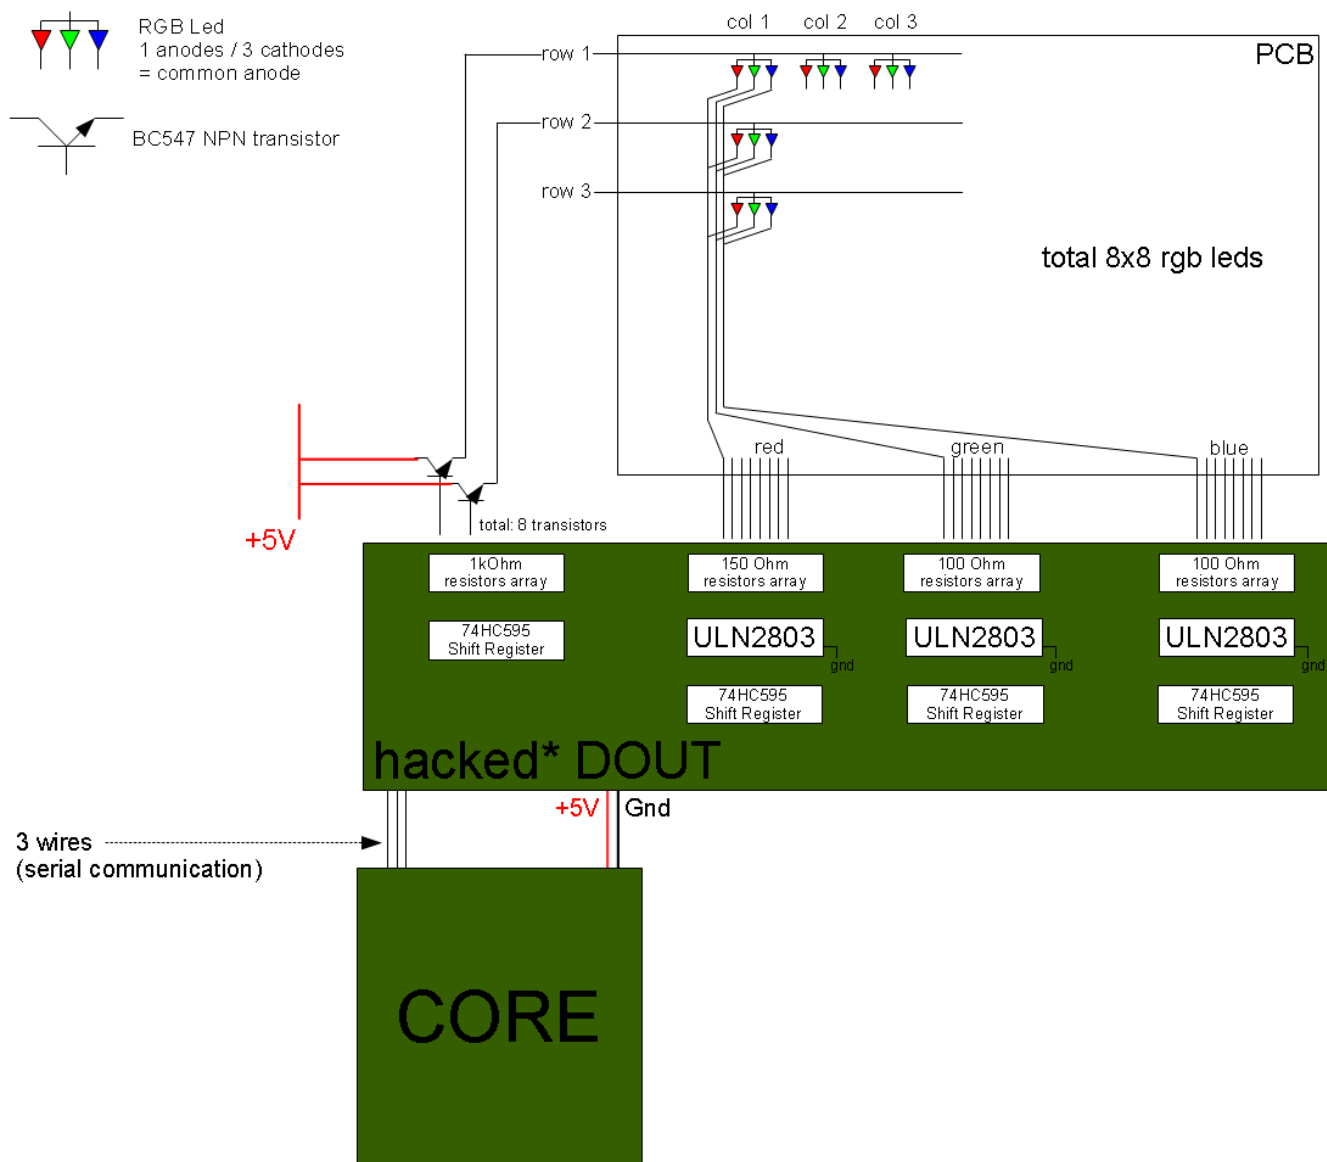 RGB Led
1 anodes / 3 cathodes
= common anode
BC547 NPN transistor
col 1
col 2
col 3
PCB
row 1
row 2
row 3
total 8x8 rgb leds
red
green
blue
+5V
total: 8 transistors
1kOhm
resistors array
150 Ohm
resistors array
100 Ohm
resistors array
100 Ohm
resistors array
74HC595
Shift Register
ULN2803
gnd
ULN2803
gnd
ULN2803
gnd
74HC595
Shift Register
74HC595
Shift Register
74HC595
Shift Register
hacked* DOUT
+5V
Gnd
3 wires
(serial communication)
CORE